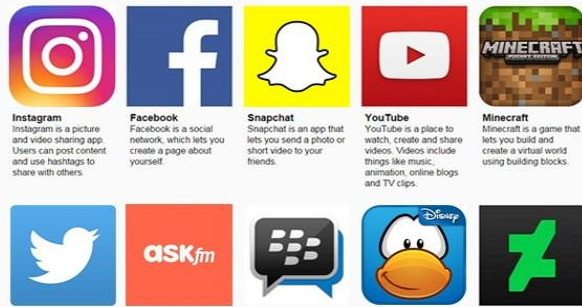 MINECRAFT
POCKET EDITION
Instagram
Instagram is a picture
and video sharing app.
Users can post content
and use hashtags to
share with others.
Facebook
Facebook is a social
network, which lets you
create a page about
yourself.
Snapchat
Snapchat is an app that
lets you send a photo or
short video to your
friends.
YouTube
YouTube is a place to
watch, create and share
videos. Videos include
things like music,
animation, online blogs
and TV clips.
Minecraft
Minecraft is a game that
lets you build and
create a virtual world
using building blocks.
f
askfm
Disney